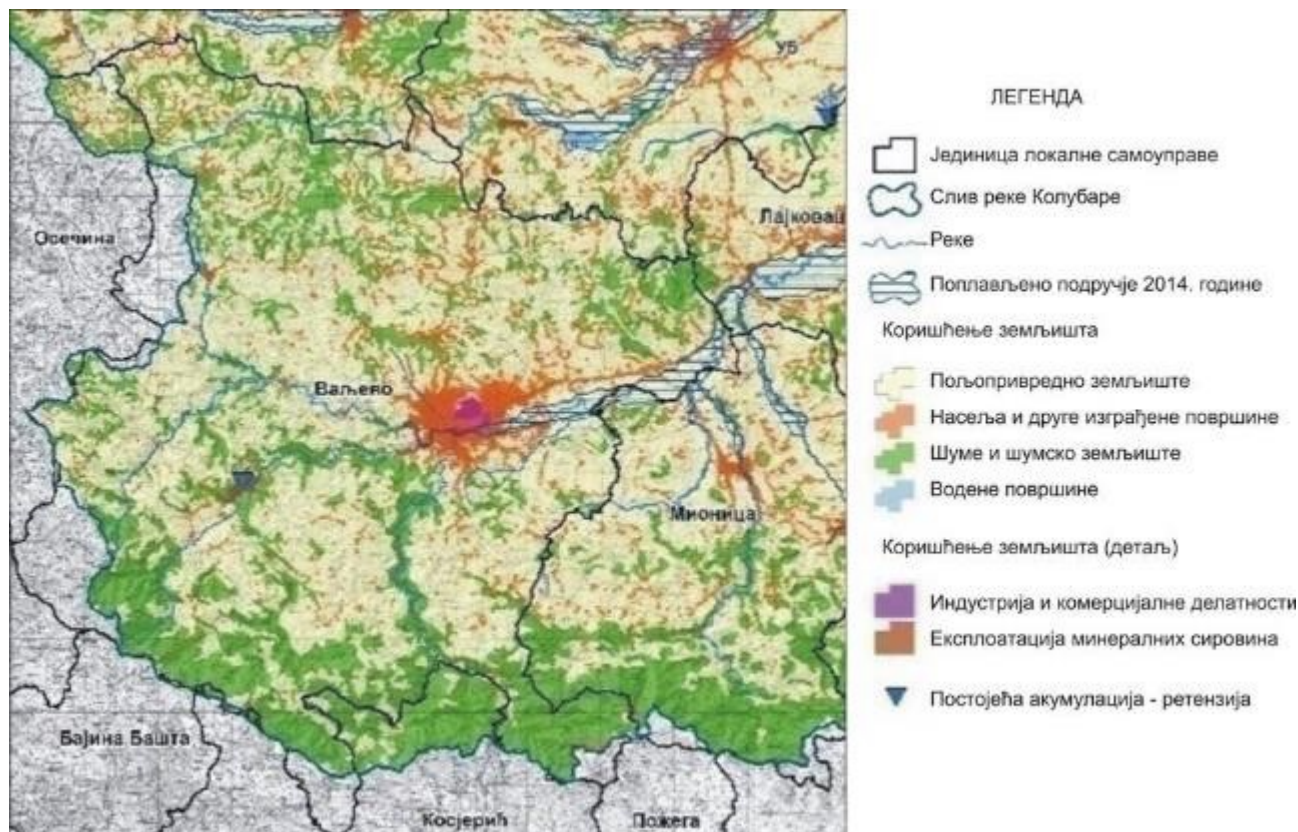 Уб
Лајковац
Осечина
Ваљево
Мионица
Бајина Башта
Косјерић
Пожега
ЛЕГЕНДА
Јединица локалне самоуправе
Слив реке Колубаре
Реке
Поплављено подручје 2014. године
Коришћење земљишта
Пољопривредно земљиште
Насеља и друге изграђене површине
Шуме и шумско земљиште
Водене површине
Коришћење земљишта (детаљ)
Индустрија и комерцијалне делатности
Експлоатација минералних сировина
Постојећа акумулација - ретензија